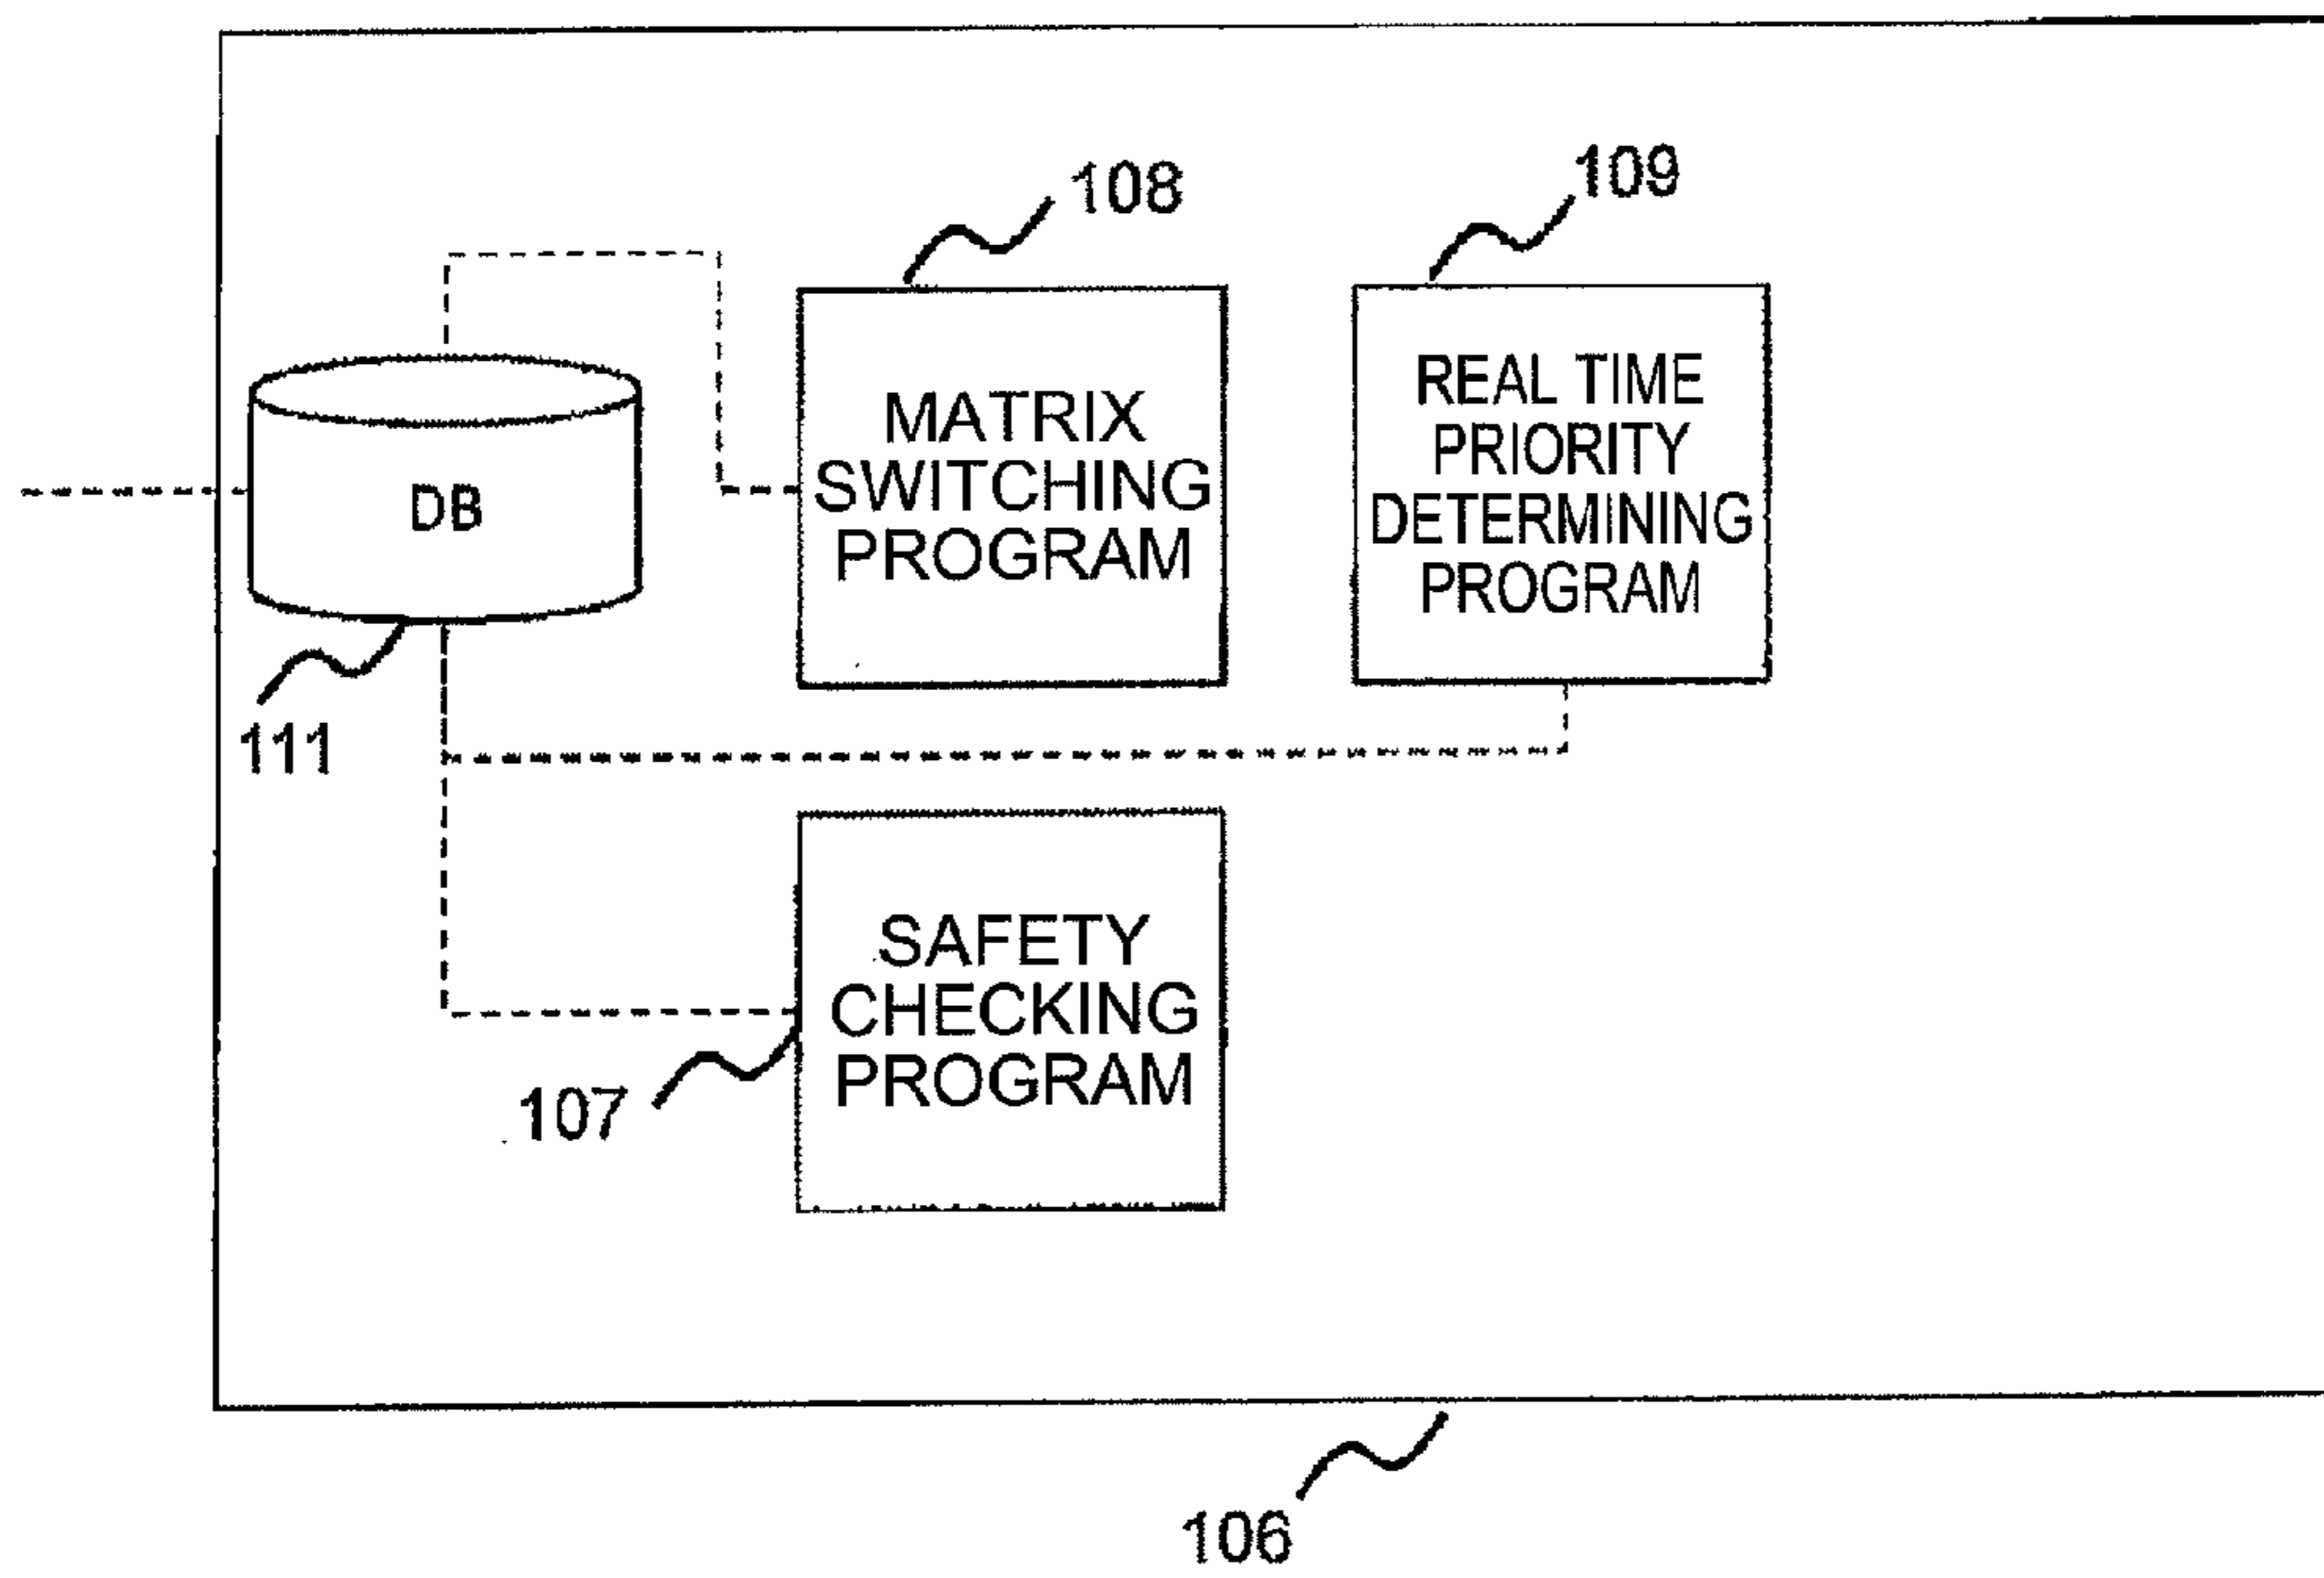 108
109
MATRIX
SWITCHING
PROGRAM
REAL TIME
PRIORITY
DETERMINING
PROGRAM
DB
111
SAFETY
CHECKING
PROGRAM
107
106